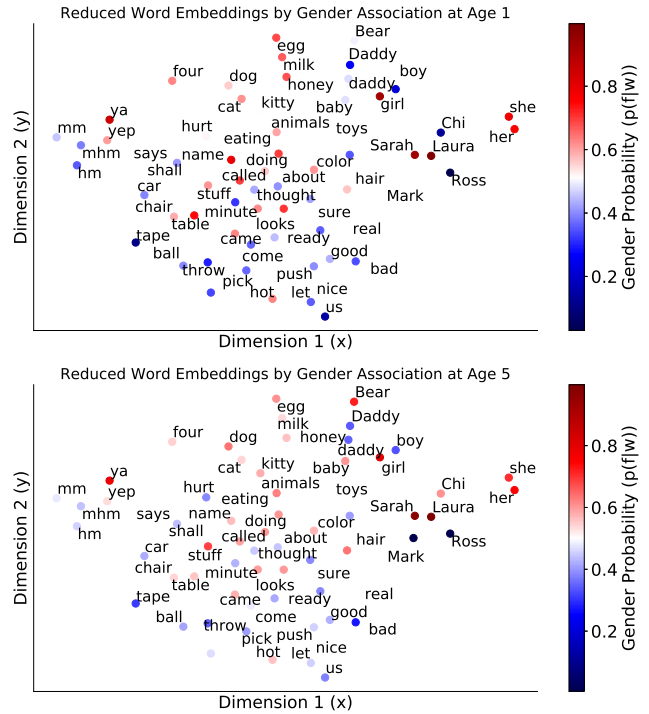 Reduced Word Embeddings by Gender Association at Age 1
Bear
egg
Daddy
milk
four
dog
honey
daddy
boy
cat
kitty
baby
girl
she
ya
hurt
animals
toys
Chi
mm
yep
eating
her
mhm
says
name
doing
color
Sarah
Laura
hm
shall
called
about
hair
Ross
car
stuff
thought
Mark
chair
minute
sure
table
looks
real
tape
came
ready
ball
come
good
throw
push
bad
pick
hot
let
nice
us
Dimension 1 (x)
Dimension 2 (y)
0.8
0.6
0.4
0.2
Gender Probability (p(f|w))
Reduced Word Embeddings by Gender Association at Age 5
Bear
egg
Daddy
milk
four
dog
honey
daddy
boy
cat
kitty
baby
girl
she
ya
hurt
animals
toys
Chi
mm
yep
eating
her
mhm
says
name
doing
color
Sarah
Laura
hm
shall
called
about
hair
Ross
car
stuff
thought
Mark
chair
minute
sure
table
looks
real
tape
came
ready
ball
come
good
throw
push
bad
pick
hot
let
nice
us
Dimension 1 (x)
Dimension 2 (y)
0.8
0.6
0.4
0.2
Gender Probability (p(f|w))